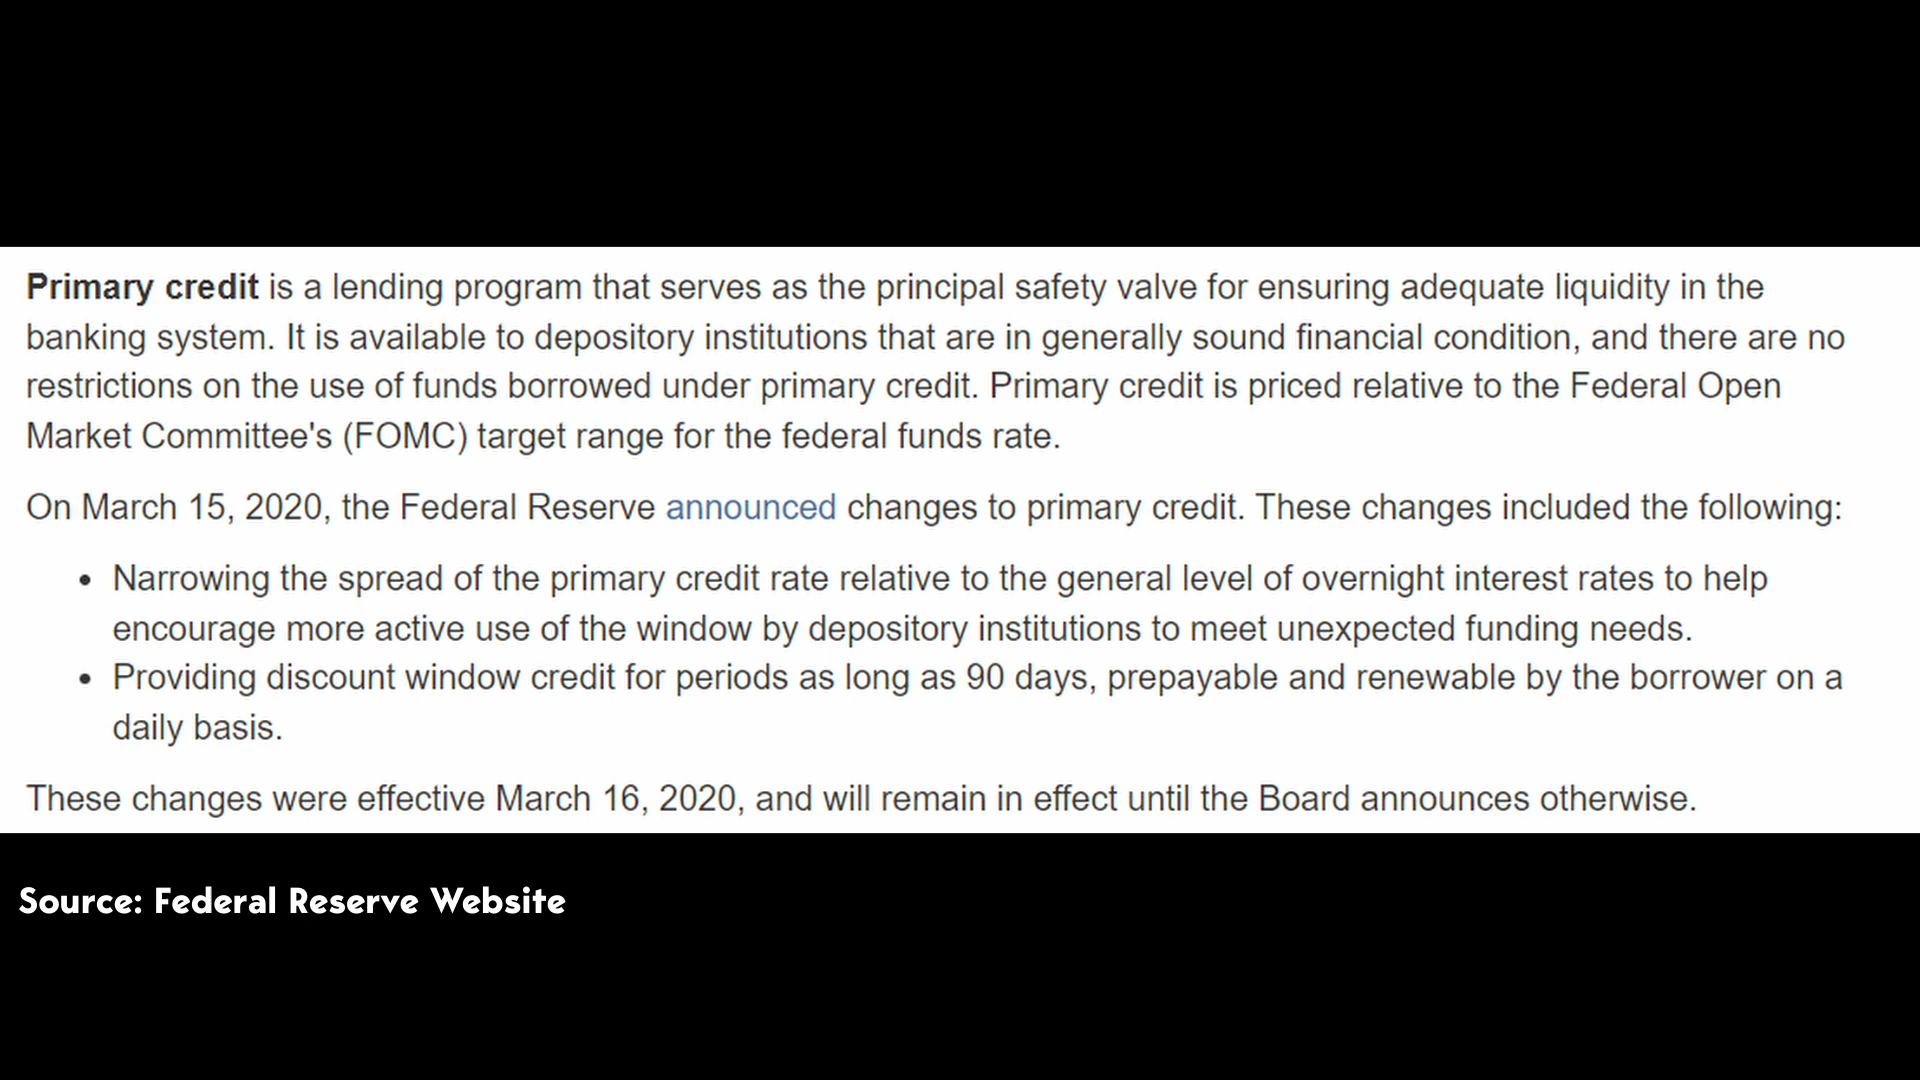 Primary credit is a lending program that serves as the principal safety valve for ensuring adequate liquidity in the
banking system. It is available to depository institutions that are in generally sound financial condition, and there are no
restrictions on the use of funds borrowed under primary credit. Primary credit is priced relative to the Federal Open
Market Committee's (FOMC) target range for the federal funds rate.
On March 15, 2020, the Federal Reserve announced changes to primary credit. These changes included the following:
• Narrowing the spread of the primary credit rate relative to the general level of overnight interest rates to help
encourage more active use of the window by depository institutions to meet unexpected funding needs.
• Providing discount window credit for periods as long as 90 days, prepayable and renewable by the borrower on a
daily basis.
These changes were effective March 16, 2020, and will remain in effect until the Board announces otherwise.
Source: Federal Reserve Website